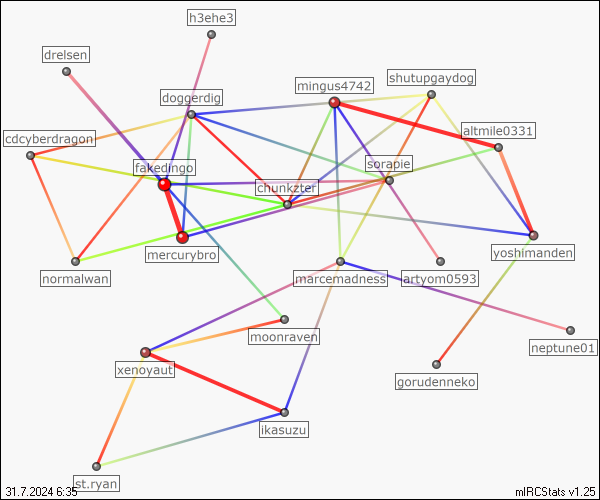 h3ehe3
drelsen
shutupgaydog
mingus4742
doggerdig
altmile0331
cdcyberdragon
sorapie
fakedingo
chunkzter
mercurybro
yoshimanden
normalwan
marcemadness
artyom0593
moonraven
neptune01
xenoyaut
gorudenneko
ikasuzu
st.ryan
31.7.2024 6:35
mIRCStats v1.25